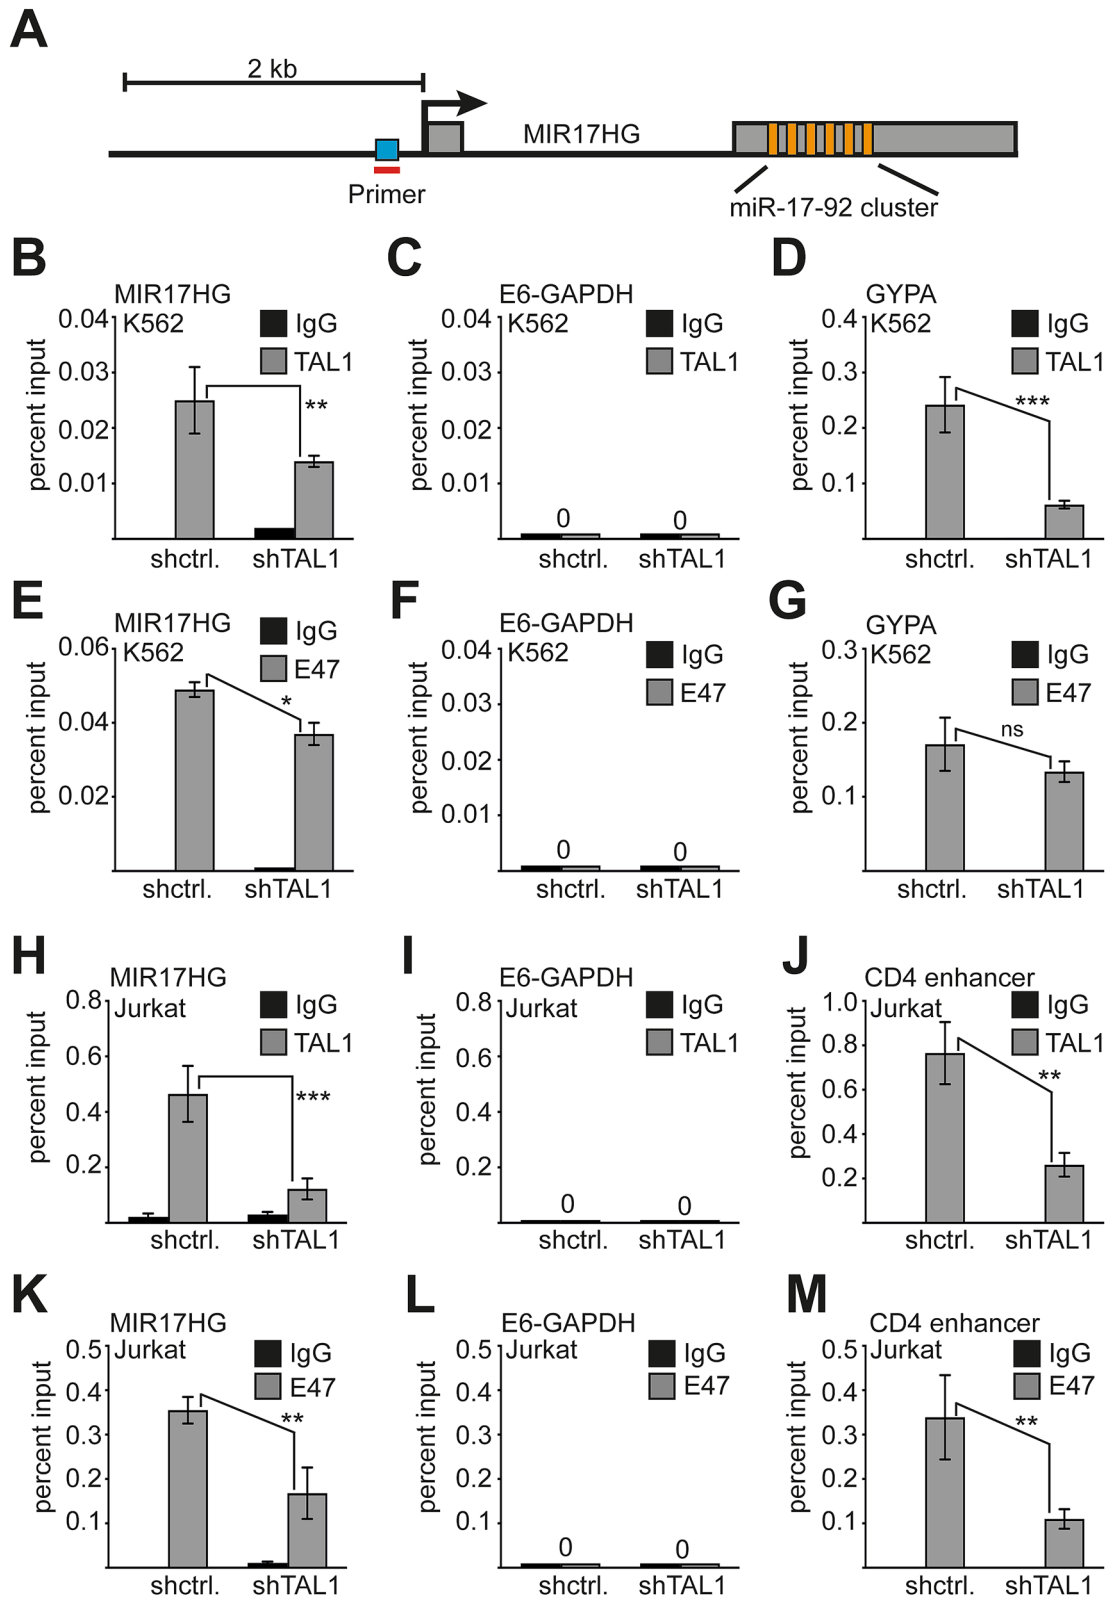 A
2 kb
MIR17HG
Primer
miR-17-92 cluster
B
MIR17HG
K562
IgG
TAL1
percent input
0.04
0.03
0.02
0.01
**
shctrl.
shTAL1
C
E6-GAPDH
K562
IgG
TAL1
percent input
0.04
0.03
0.02
0.01
0
0
shctrl.
shTAL1
D
GYPA
K562
IgG
TAL1
percent input
0.4
0.3
0.2
0.1
***
shctrl.
shTAL1
E
MIR17HG
K562
IgG
E47
percent input
0.06
0.04
0.02
*
shctrl.
shTAL1
F
E6-GAPDH
K562
IgG
E47
percent input
0.04
0.03
0.02
0.01
0
0
shctrl.
shTAL1
G
GYPA
K562
IgG
E47
percent input
0.3
0.2
0.1
ns
shctrl.
shTAL1
H
MIR17HG
Jurkat
IgG
TAL1
percent input
0.8
0.6
0.4
0.2
***
shctrl.
shTAL1
I
E6-GAPDH
Jurkat
IgG
TAL1
percent input
0.8
0.6
0.4
0.2
0
0
shctrl.
shTAL1
J
CD4 enhancer
Jurkat
IgG
TAL1
percent input
1.0
0.8
0.6
0.4
0.2
**
shctrl.
shTAL1
K
MIR17HG
Jurkat
IgG
E47
percent input
0.5
0.4
0.3
0.2
0.1
**
shctrl.
shTAL1
L
E6-GAPDH
Jurkat
IgG
E47
percent input
0.5
0.4
0.3
0.2
0.1
0
0
shctrl.
shTAL1
M
CD4 enhancer
Jurkat
IgG
E47
percent input
0.5
0.4
0.3
0.2
0.1
**
shctrl.
shTAL1